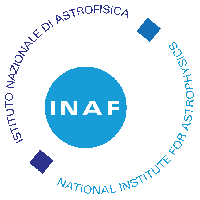 ISTITUTO NAZIONALE DI ASTROFISICA
INAF
NATIONAL INSTITUTE FOR ASTROPHYSICS